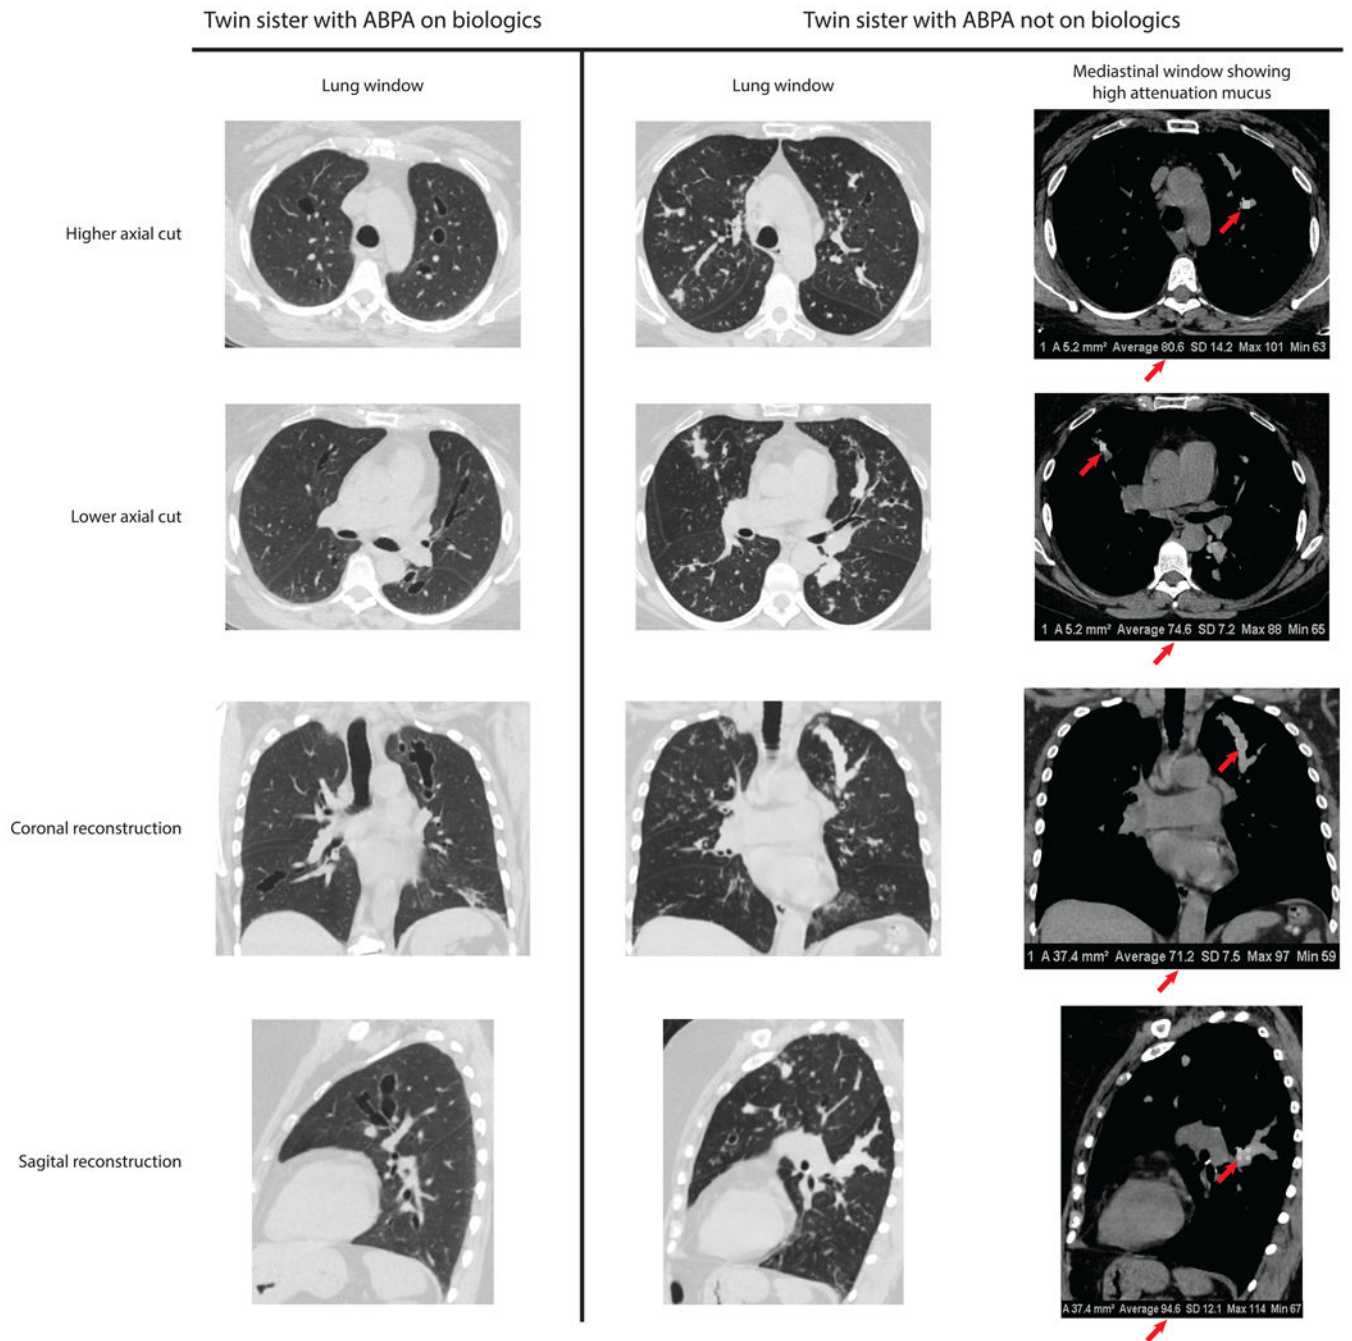 Twin sister with ABPA on biologics
Twin sister with ABPA not on biologics
Lung window
Lung window
Mediastinal window showing
high attenuation mucus
Higher axial cut
1 A 5.2 mm² Average 80.6 SD 14.2 Max 101 Min 63
Lower axial cut
1 A 5.2 mm² Average 74.6 SD 7.2 Max 88 Min 65
Coronal reconstruction
1 A 37.4 mm² Average 71.2 SD 7.5 Max 97 Min 59
Sagital reconstruction
A 37.4 mm² Average 94.6 SD 12.1 Max 114 Min 67